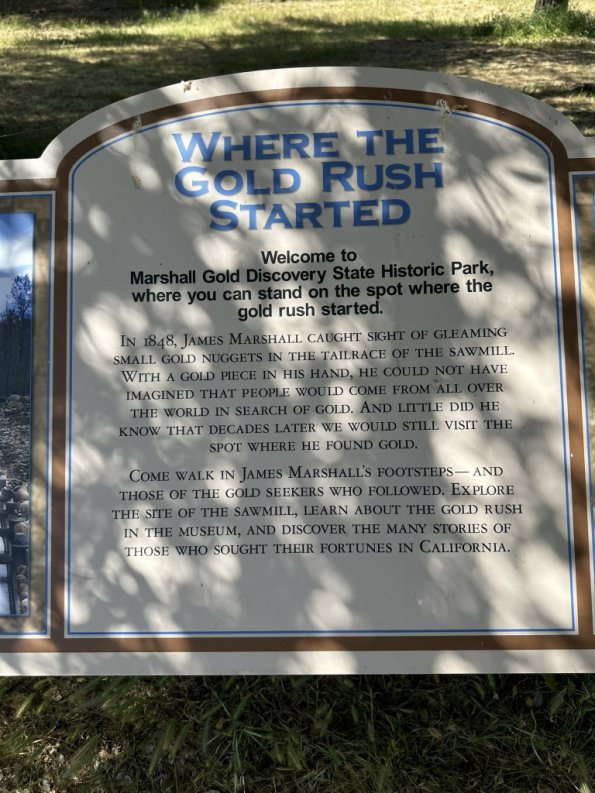 WHERE THE
GOLD RUSH
STARTED
Welcome to
Marshall Gold Discovery State Historic Park,
where you can stand on the spot where the
gold rush started.
In 1848, James Marshall caught sight of gleaming
small gold nuggets in the tailrace of the sawmill.
With a gold piece in his hand, he could not have
imagined that people would come from all over
the world in search of gold. And little did he
know that decades later we would still visit the
spot where he found gold.
Come walk in James Marshall's footsteps—and
those of the gold seekers who followed. Explore
the site of the sawmill, learn about the gold rush
in the museum, and discover the many stories of
those who sought their fortunes in California.